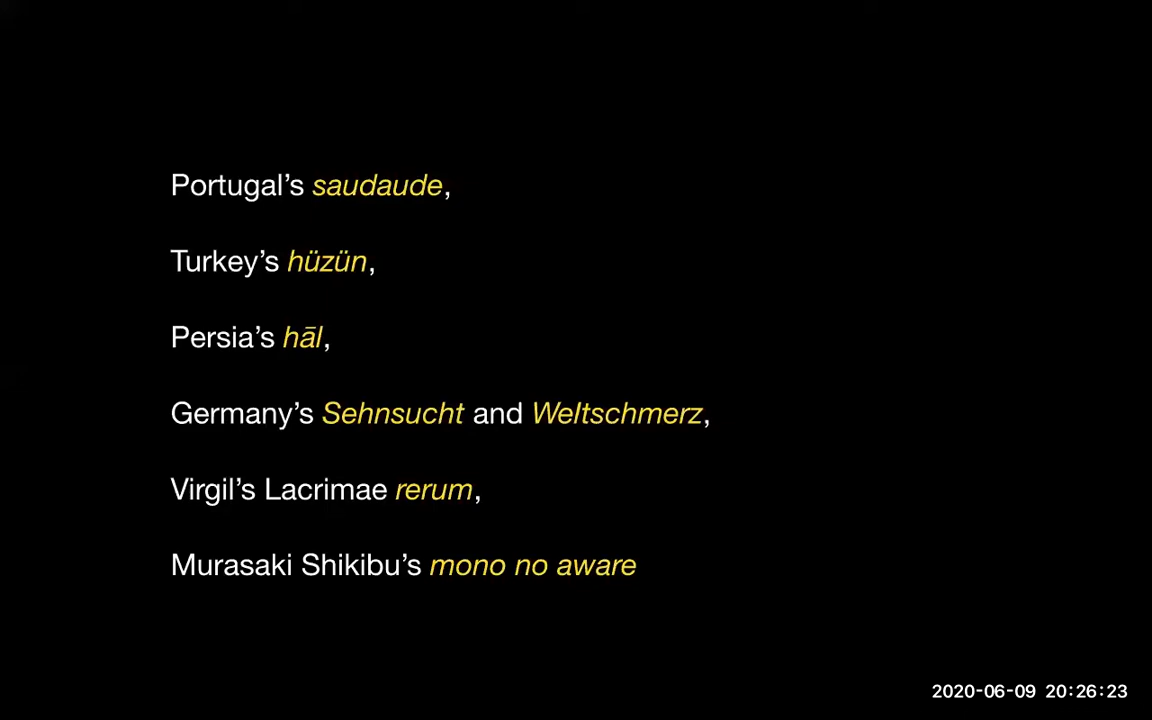 Portugal’s saudaude,
Turkey’s hüzün,
Persia’s hāl,
Germany’s Sehnsucht and Weltschmerz,
Virgil’s Lacrimae rerum,
Murasaki Shikibu’s mono no aware
2020-06-09 20:26:23